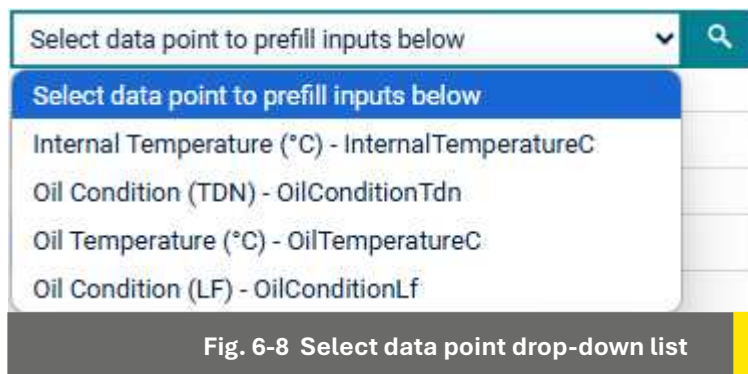 Select data point to prefill inputs below
Select data point to prefill inputs below
Internal Temperature (°C) - InternalTemperatureC
Oil Condition (TDN) - OilConditionTdn
Oil Temperature (°C) - OilTemperatureC
Oil Condition (LF) - OilConditionLf
Fig. 6-8 Select data point drop-down list